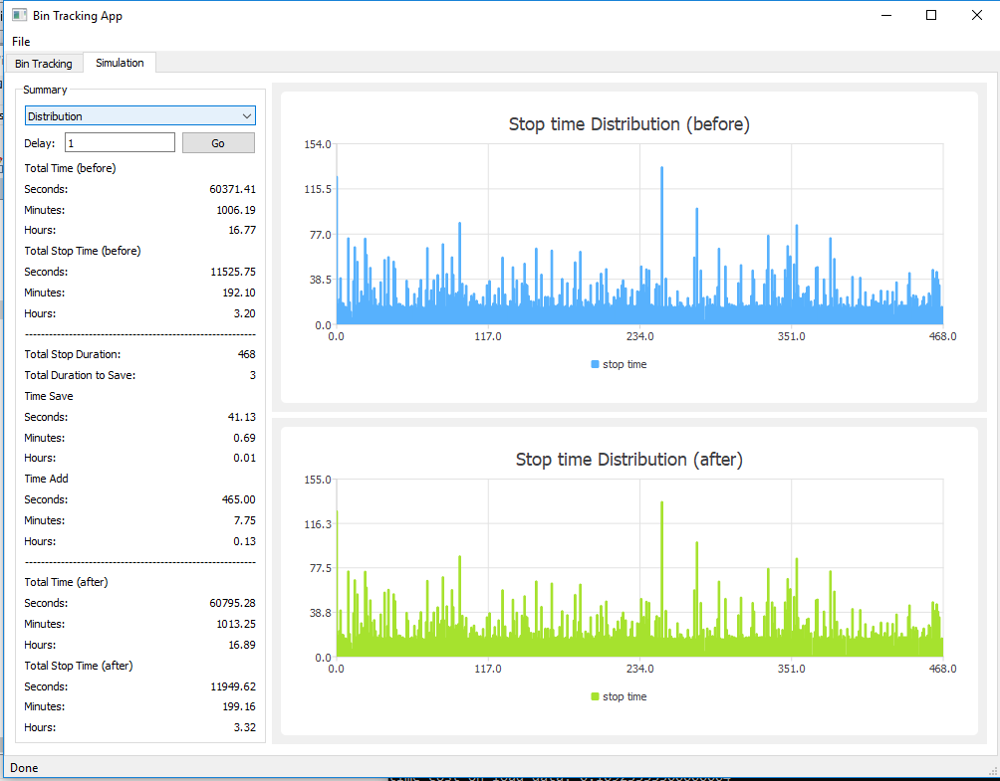 Bin Tracking App
File
Bin Tracking Simulation
Summary
Distribution
Delay: 1 Go
Total Time (before)
Seconds: 60371.41
Minutes: 1006.19
Hours: 16.77
Total Stop Time (before)
Seconds: 11525.75
Minutes: 192.10
Hours: 3.20
----------------------------------------------------------
Total Stop Duration: 468
Total Duration to Save: 3
Time Save
Seconds: 41.13
Minutes: 0.69
Hours: 0.01
Time Add
Seconds: 465.00
Minutes: 7.75
Hours: 0.13
----------------------------------------------------------
Total Time (after)
Seconds: 60795.28
Minutes: 1013.25
Hours: 16.89
Total Stop Time (after)
Seconds: 11949.62
Minutes: 199.16
Hours: 3.32
Stop time Distribution (before)
154.0
115.5
77.0
38.5
0.0
0.0 117.0 234.0 351.0 468.0
stop time
Stop time Distribution (after)
155.0
116.3
77.5
38.8
0.0
0.0 117.0 234.0 351.0 468.0
stop time
Done